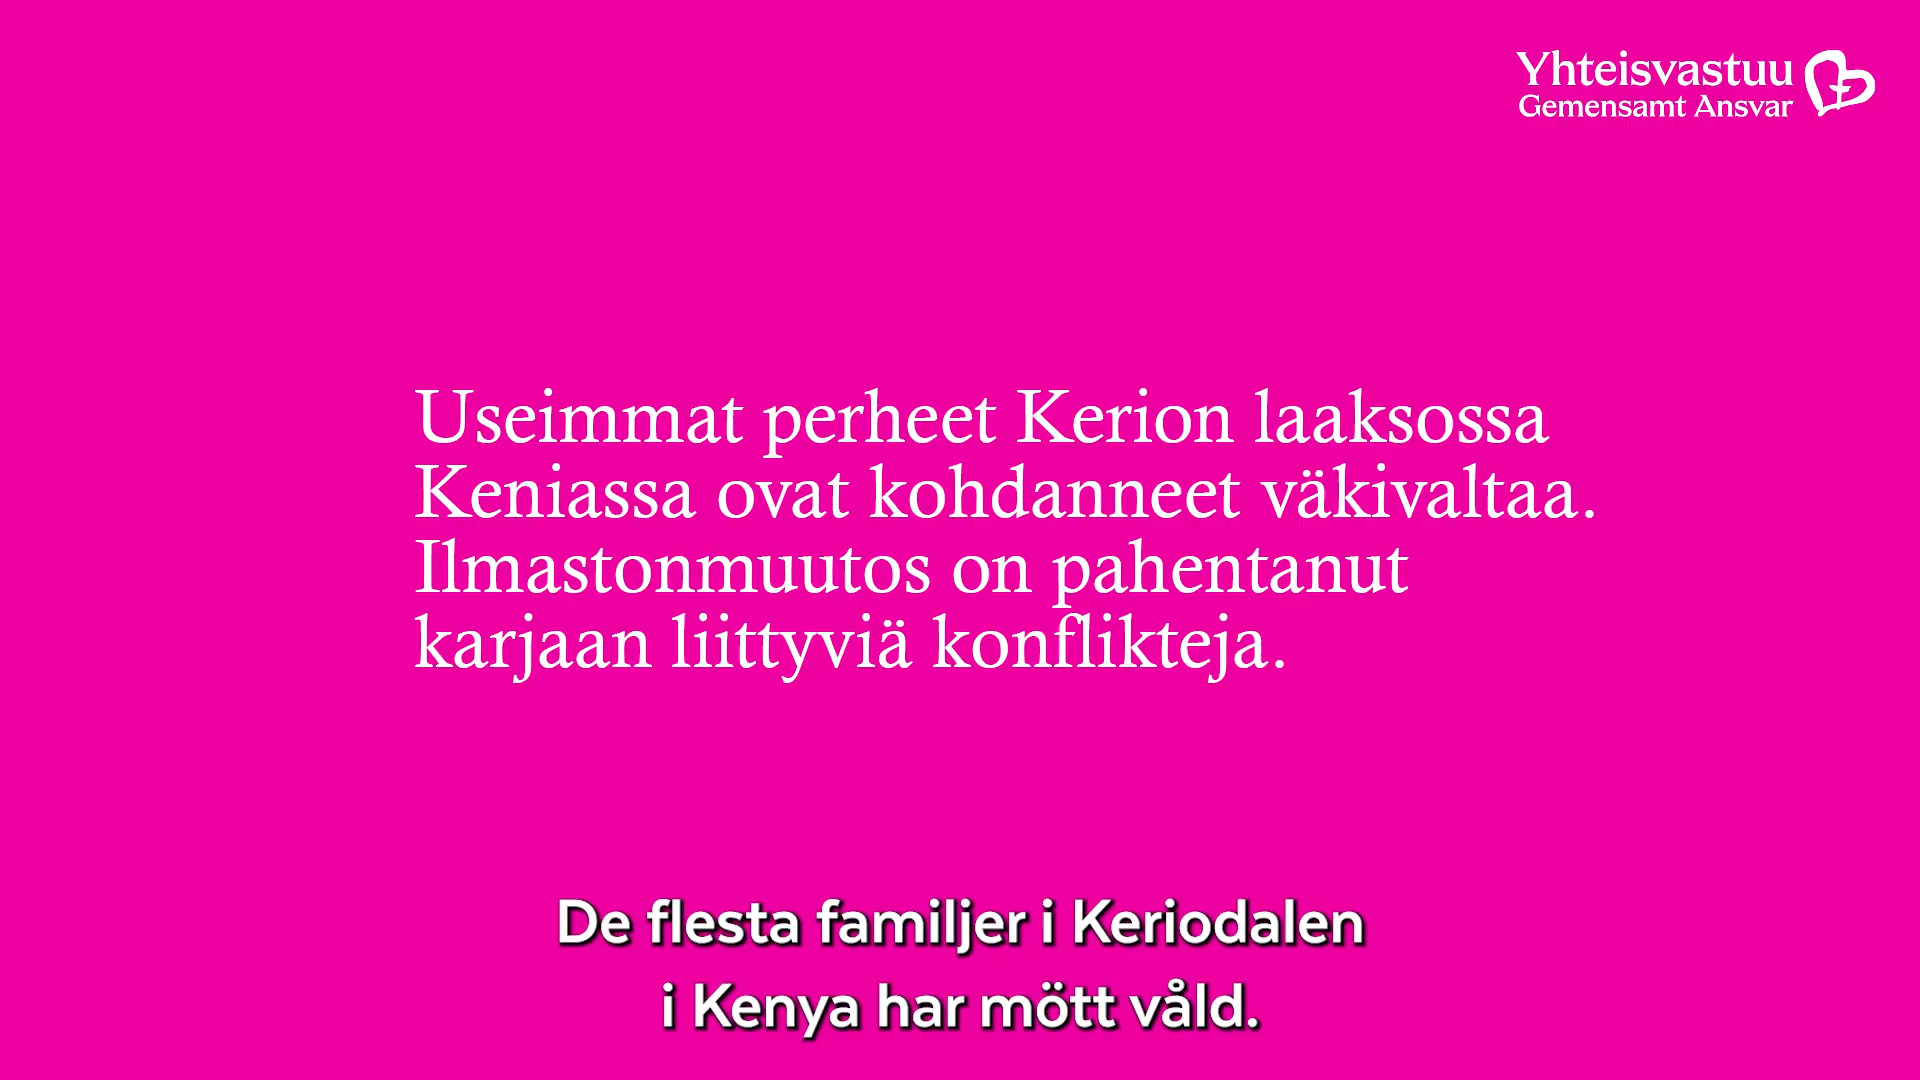 Yhteisvastuu
Gemensamt Ansvar
Useimmat perheet Kerion laaksossa
Keniassa ovat kohdanneet väkivaltaa.
Ilmastonmuutos on pahentanut
karjaan liittyviä konflikteja.
De flesta familjer i Keriodalen
i Kenya har mött våld.